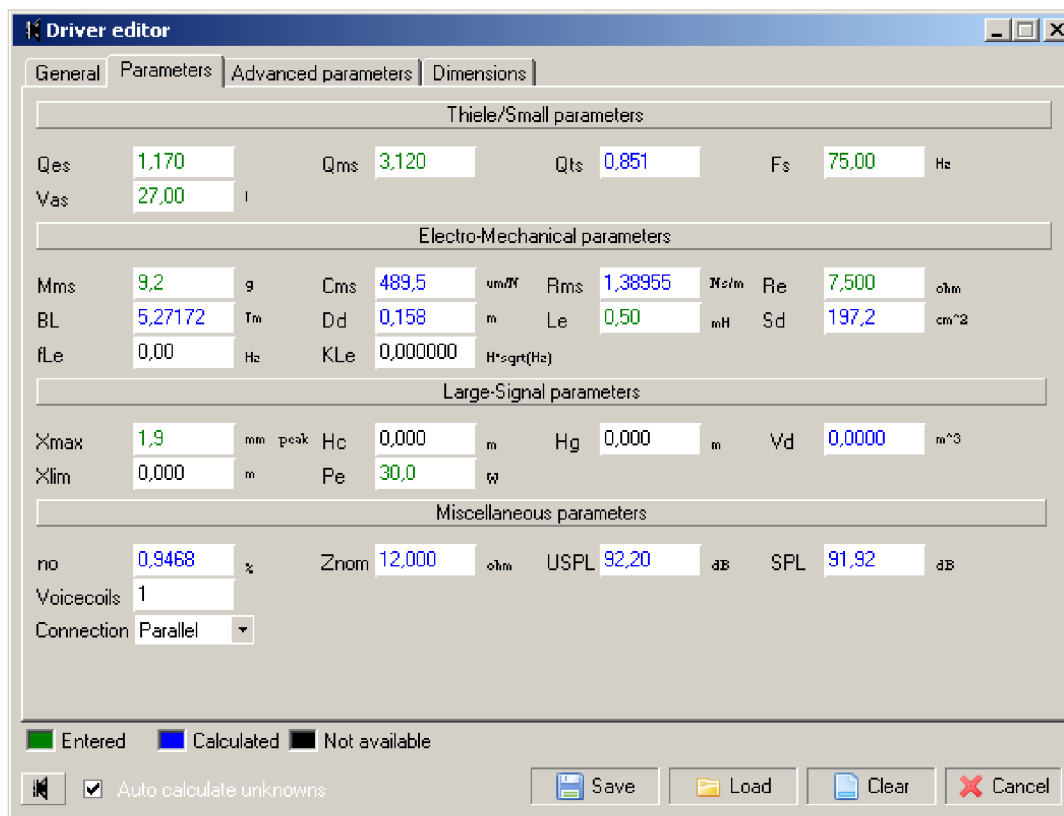 Driver editor
General Parameters Advanced parameters Dimensions
Thiele/Small parameters
Qes 1,170 Qms 3,120 Qts 0,851 Fs 75,00 Hz
Vas 27,00 l
Electro-Mechanical parameters
Mms 9,2 g Cms 489,5 um/N Rms 1,38955 Ns/m Re 7,500 ohm
BL 5,27172 Tm Dd 0,158 m Le 0,50 mH Sd 197,2 cm^2
fLe 0,00 Hz KLe 0,000000 H*sqrt(Hz)
Large-Signal parameters
Xmax 1,9 mm peak Hc 0,000 m Hg 0,000 m Vd 0,0000 m^3
Xlim 0,000 m Pe 30,0 W
Miscellaneous parameters
no 0,9468 % Znom 12,000 ohm USPL 92,20 dB SPL 91,92 dB
Voicecoils 1
Connection Parallel
Entered Calculated Not available
Auto calculate unknowns Save Load Clear Cancel